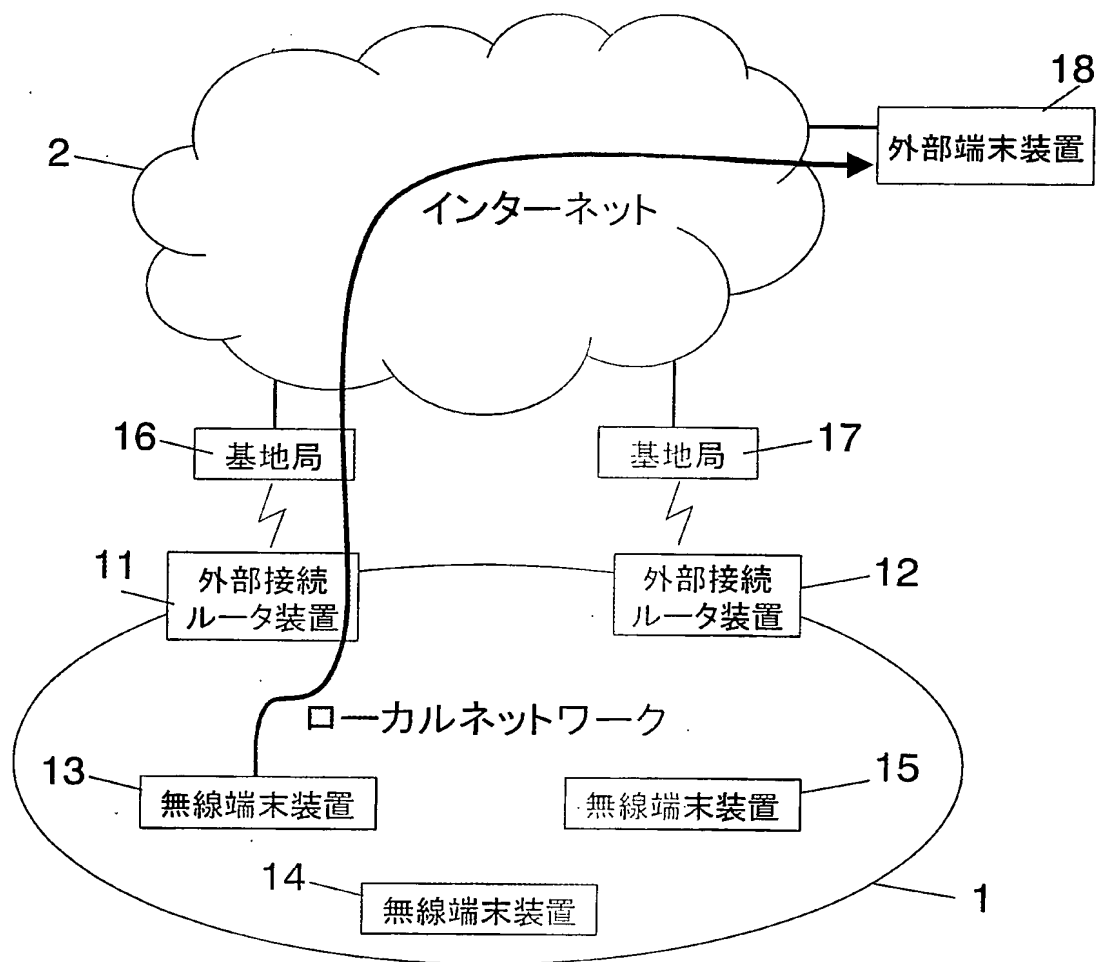 18
外部端末装置
2
インターネット
16
基地局
17
基地局
11
外部接続
ルータ装置
12
外部接続
ルータ装置
ローカルネットワーク
13
無線端末装置
15
無線端末装置
14
無線端末装置
1